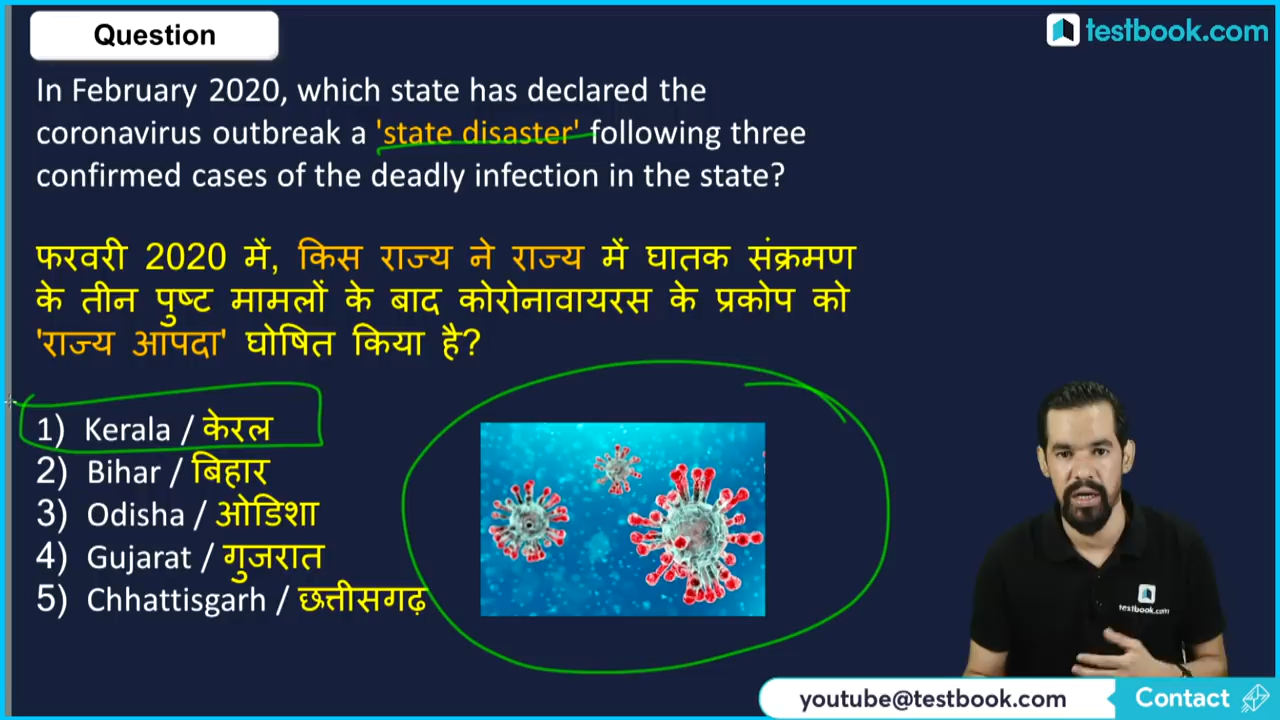 Question
testbook.com
In February 2020, which state has declared the
coronavirus outbreak a 'state disaster' following three
confirmed cases of the deadly infection in the state?
फरवरी 2020 में, किस राज्य ने राज्य में घातक संक्रमण
के तीन पुष्ट मामलों के बाद कोरोनावायरस के प्रकोप को
'राज्य आपदा' घोषित किया है?
1) Kerala / केरल
2) Bihar / बिहार
3) Odisha / ओडिशा
4) Gujarat / गुजरात
5) Chhattisgarh / छत्तीसगढ़
testbook.com
youtube@testbook.com
Contact